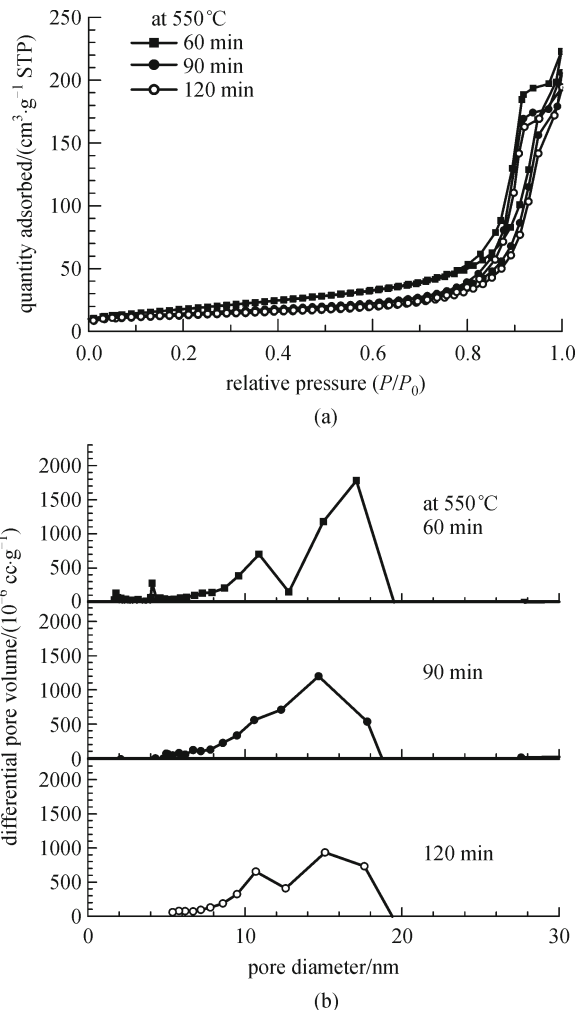 at 550℃
60 min
90 min
120 min
250
200
150
100
50
0
quantity adsorbed/(cm³·g⁻¹ STP)
0.0 0.2 0.4 0.6 0.8 1.0
relative pressure (P/P₀)
(a)
2000
1500
1000
500
0
at 550℃
60 min
2000
1500
1000
500
0
90 min
2000
1500
1000
500
0
120 min
differential pore volume/(10⁻⁶ cc·g⁻¹)
0 10 20 30
pore diameter/nm
(b)